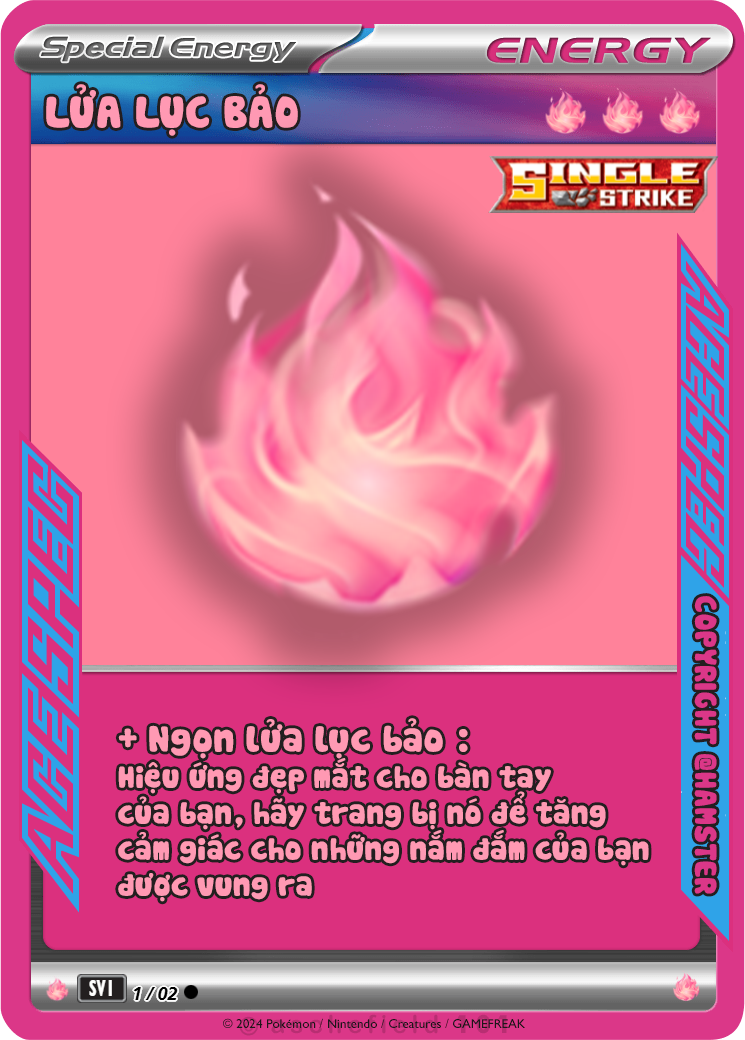 Special Energy
ENERGY
LỬA LỤC BẢO
SINGLE
STRIKE
ACESPEC
ACESPEC
COPYRIGHT @HAMSTER
+ Ngọn lửa lục bảo :
Hiệu ứng đẹp mắt cho bàn tay
của bạn, hãy trang bị nó để tăng
cảm giác cho những nắm đắm của bạn
được vung ra
SVI
1/02
© 2024 Pokémon / Nintendo / Creatures / GAMEFREAK